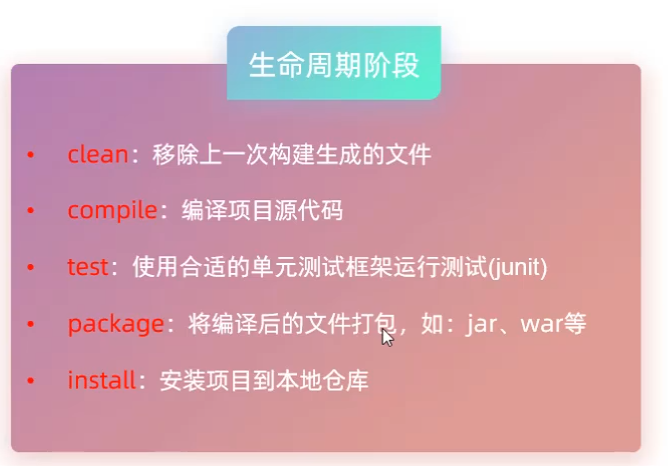 生命周期阶段
• clean：移除上一次构建生成的文件
• compile：编译项目源代码
• test：使用合适的单元测试框架运行测试(junit)
• package：将编译后的文件打包，如：jar、war等
• install：安装项目到本地仓库